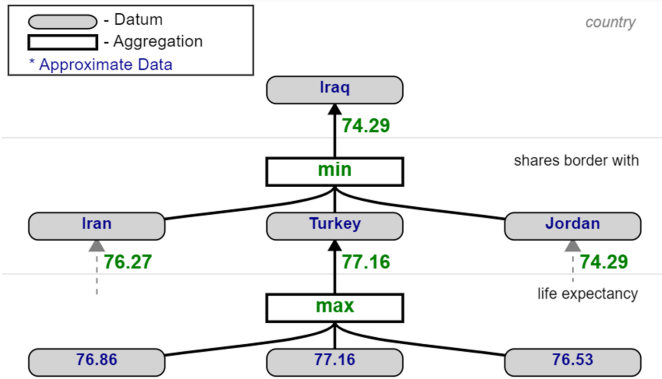 - Datum
- Aggregation
* Approximate Data
country
Iraq
74.29
min
shares border with
Iran
Turkey
Jordan
76.27
77.16
74.29
life expectancy
max
76.86
77.16
76.53